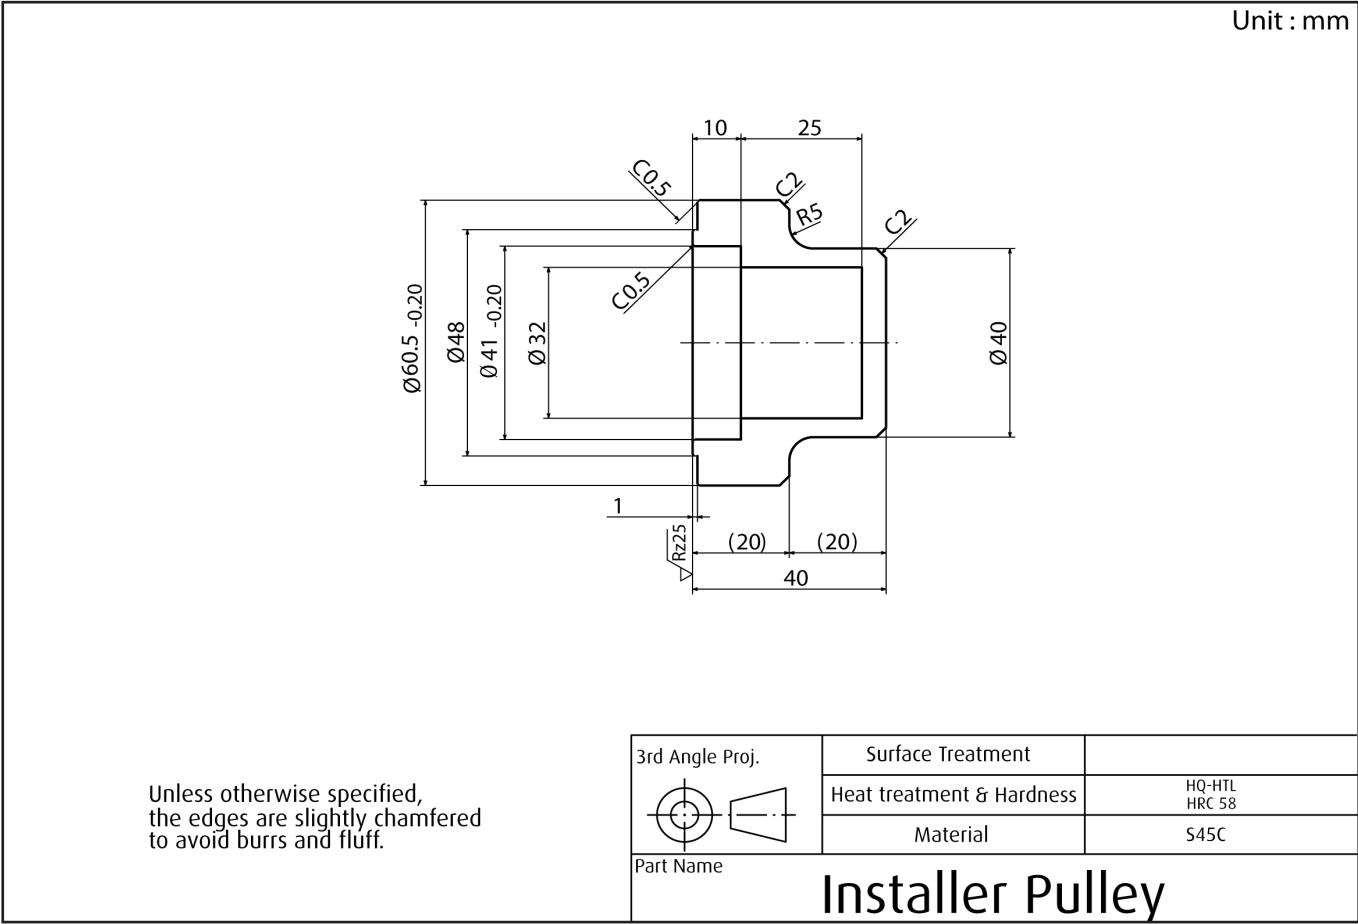 Unit : mm
10
25
C0.5
C2
R5
C2
C0.5
Ø60.5 -0.20
Ø48
Ø41 -0.20
Ø32
Ø40
1
Rz25
(20)
(20)
40
Unless otherwise specified,
the edges are slightly chamfered
to avoid burrs and fluff.
3rd Angle Proj.
Surface Treatment
Heat treatment & Hardness
HQ-HTL
HRC 58
Material
S45C
Part Name
Installer Pulley